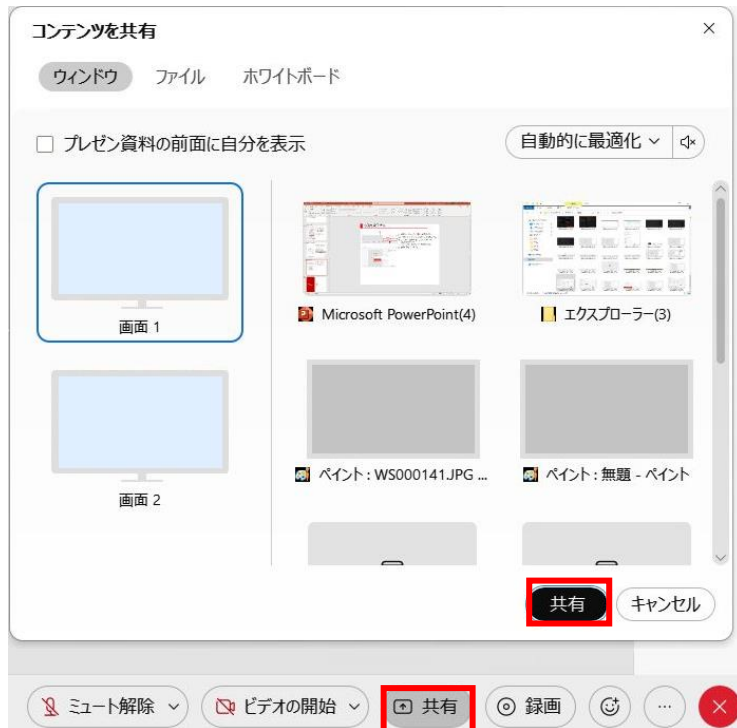 コンテンツを共有
ウィンドウ ファイル ホワイトボード
プレゼン資料の前面に自分を表示
自動的に最適化
画面 1
画面 2
Microsoft PowerPoint(4)
エクスプローラー(3)
ペイント : WS000141.JPG ...
ペイント : 無題 - ペイント
共有 キャンセル
ミュート解除 ビデオの開始 共有 録画